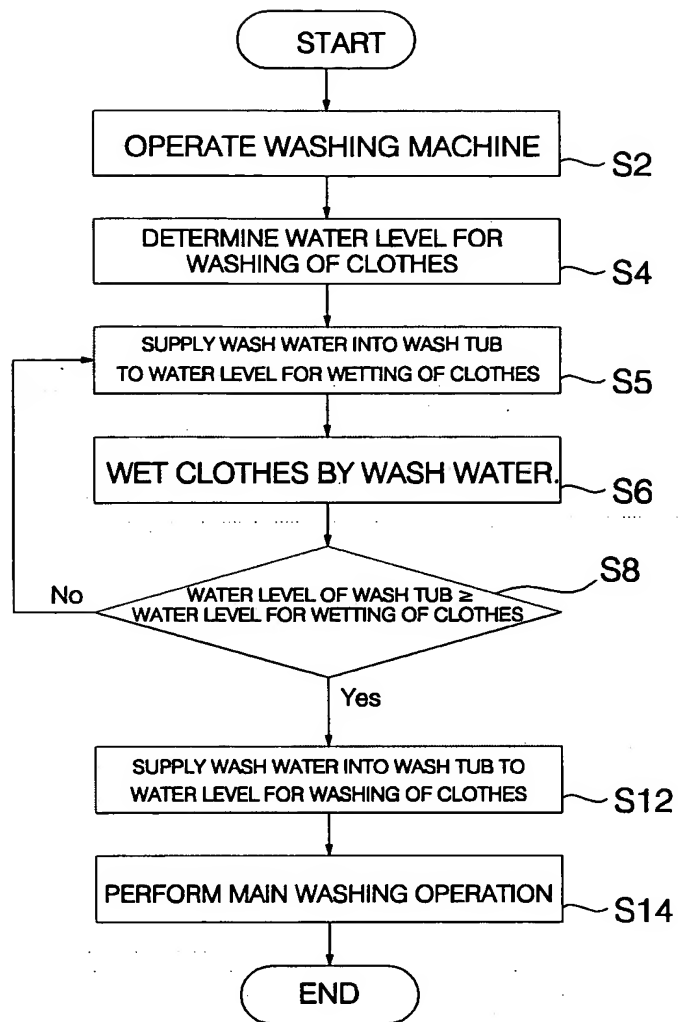 START
OPERATE WASHING MACHINE
S2
DETERMINE WATER LEVEL FOR
WASHING OF CLOTHES
S4
SUPPLY WASH WATER INTO WASH TUB
TO WATER LEVEL FOR WETTING OF CLOTHES
S5
WET CLOTHES BY WASH WATER.
S6
S8
WATER LEVEL OF WASH TUB ≥
WATER LEVEL FOR WETTING OF CLOTHES
No
Yes
SUPPLY WASH WATER INTO WASH TUB TO
WATER LEVEL FOR WASHING OF CLOTHES
S12
PERFORM MAIN WASHING OPERATION
S14
END